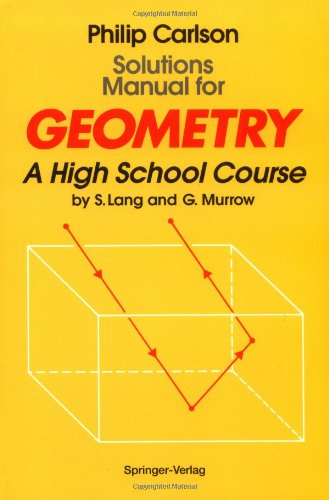 Philip Carlson
Solutions
Manual for
GEOMETRY
A High School Course
by S. Lang and G. Murrow
Springer-Verlag